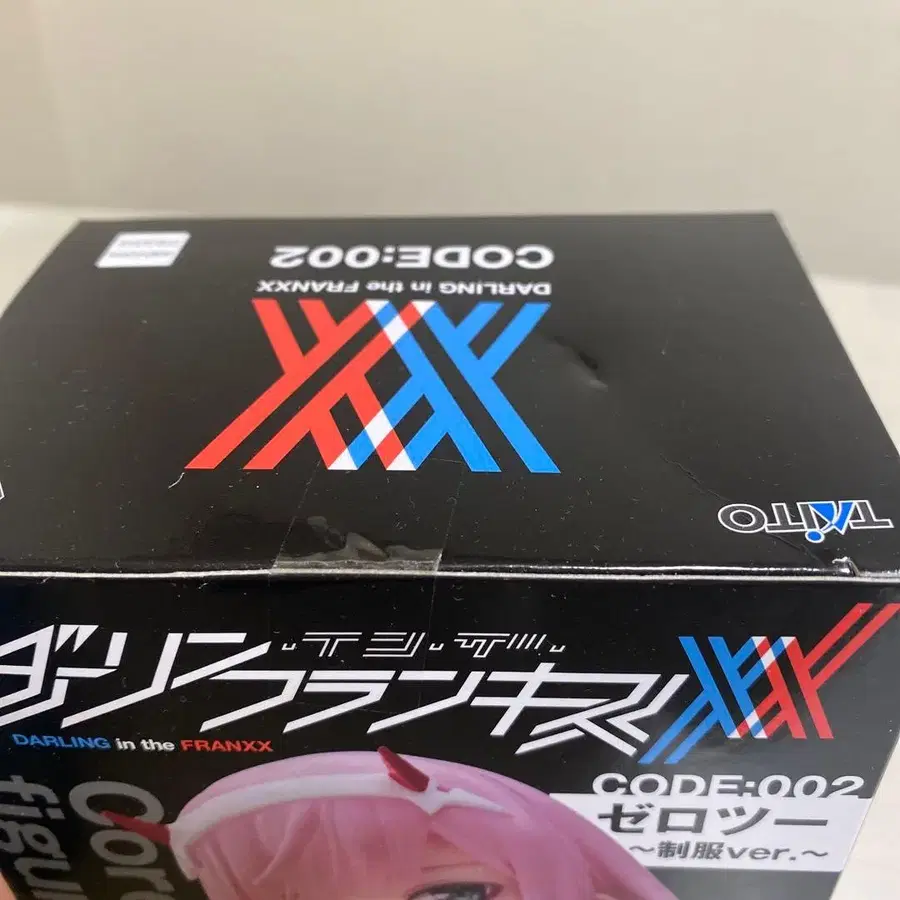 CODE:002
DARLING in the FRANXX
TAITO
ダーリン・イン・ザ・フランキス
DARLING in the FRANXX
CODE:002
ゼロツー
～制服ver.～